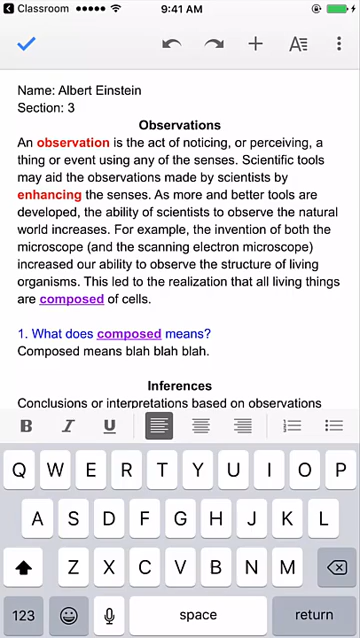 Classroom 9:41 AM
A
Name: Albert Einstein
Section: 3
Observations
An observation is the act of noticing, or perceiving, a
thing or event using any of the senses. Scientific tools
may aid the observations made by scientists by
enhancing the senses. As more and better tools are
developed, the ability of scientists to observe the natural
world increases. For example, the invention of both the
microscope (and the scanning electron microscope)
increased our ability to observe the structure of living
organisms. This led to the realization that all living things
are composed of cells.
1. What does composed means?
Composed means blah blah blah.
Inferences
Conclusions or interpretations based on observations
B I U
Q W E R T Y U I O P
A S D F G H J K L
Z X C V B N M
123 space return